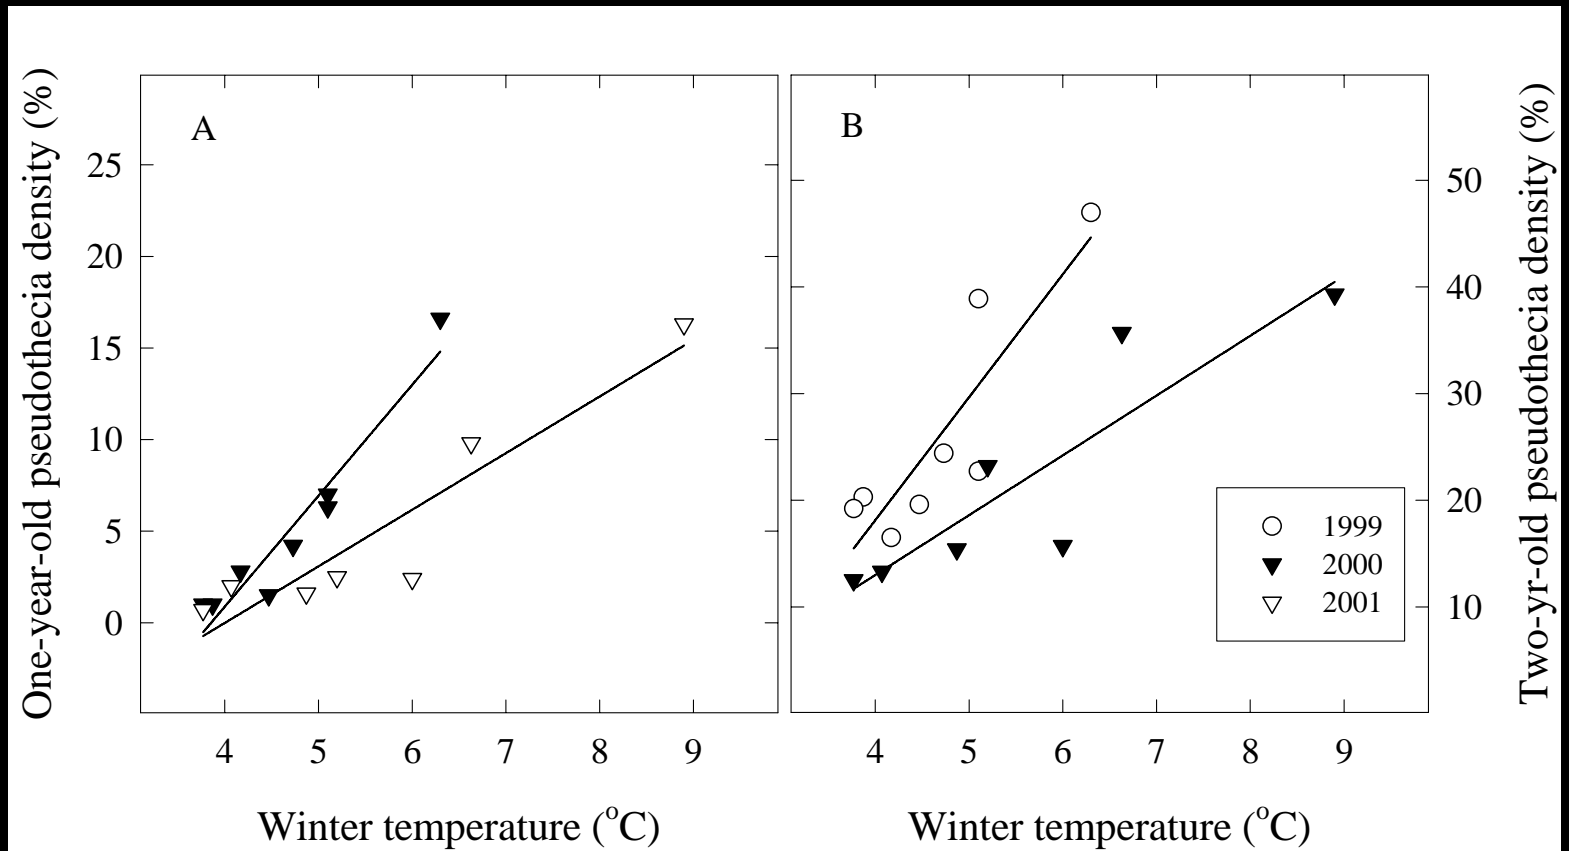 One-year-old pseudothecia density (%)
A
25
20
15
10
5
0
4 5 6 7 8 9
Winter temperature (°C)
B
50
40
30
20
10
1999
2000
2001
4 5 6 7 8 9
Winter temperature (°C)
Two-yr-old pseudothecia density (%)